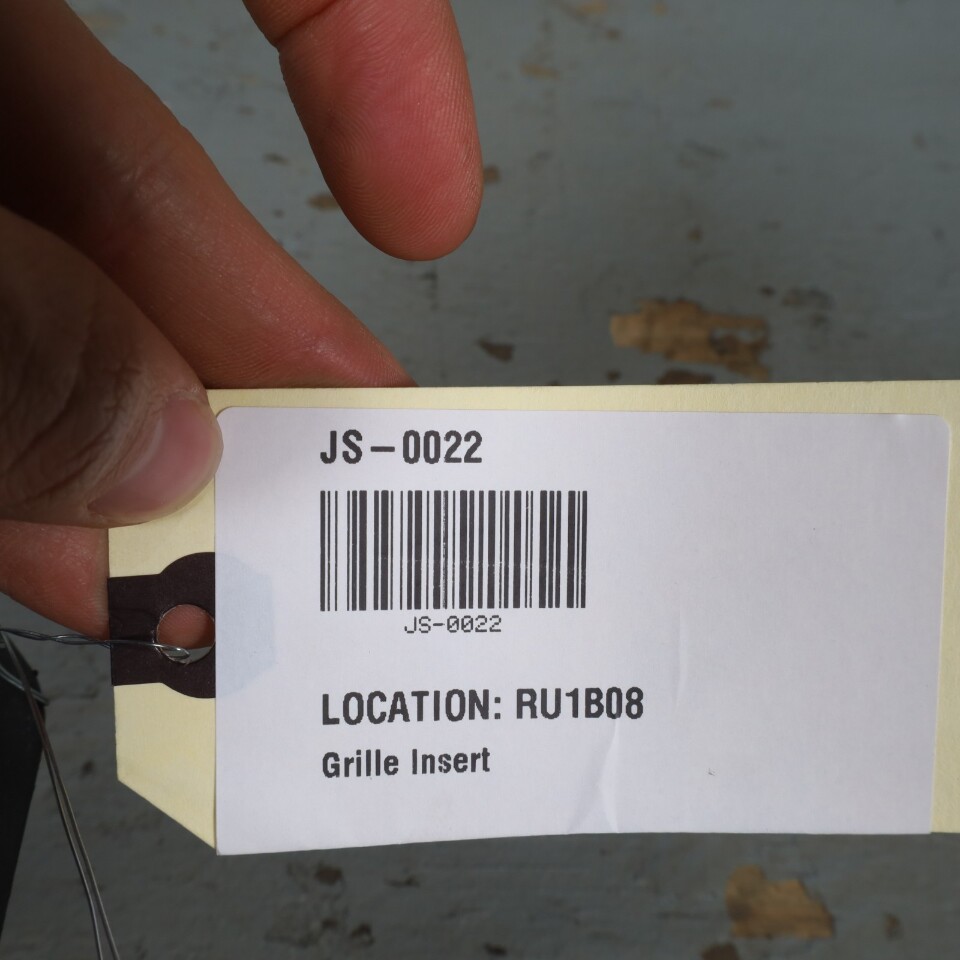 JS-0022
JS-0022
LOCATION: RU1B08
Grille Insert